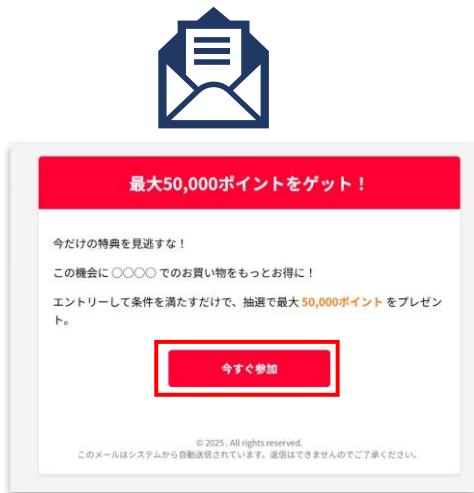 最大50,000ポイントをゲット！
今だけの特典を見逃すな！
この機会に 〇〇〇〇 でのお買い物をもっとお得に！
エントリーして条件を満たすだけで、抽選で最大 50,000ポイント をプレゼン
ト。
今すぐ参加
© 2025 . All rights reserved.
このメールはシステムから自動送信されています。返信はできませんのでご了承ください。